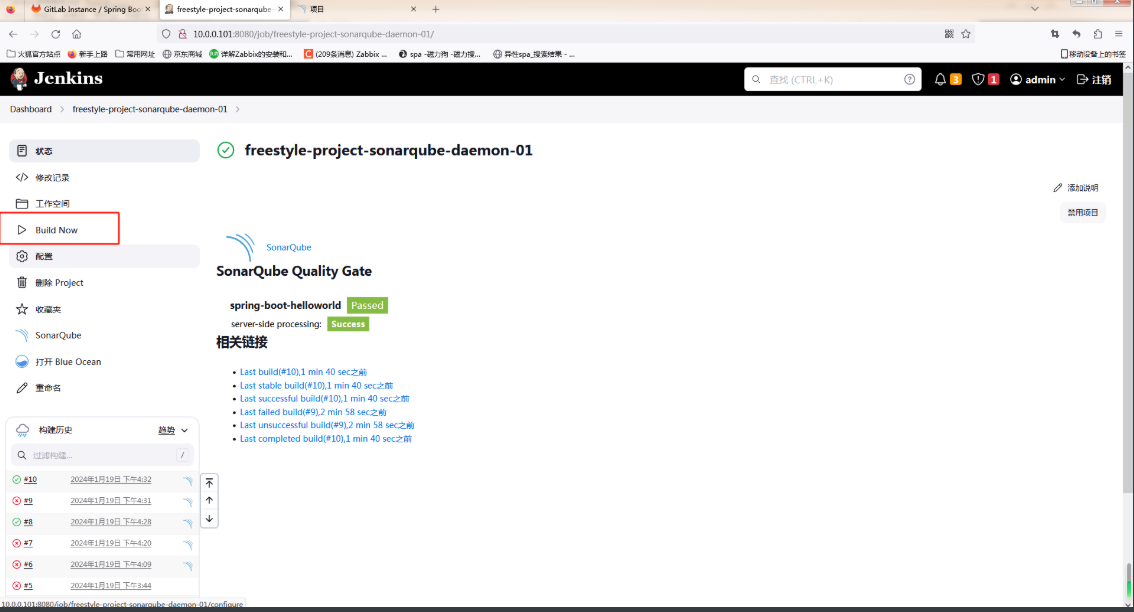 GitLab Instance / Spring Boo
freestyle-project-sonarqube-
项目
10.0.0.101:8080/job/freestyle-project-sonarqube-daemon-01/
火狐官方站点 新手上路 常用网址 京东商城 详解Zabbix的安装和... (209条消息) Zabbix ... spa -磁力狗 -磁力搜... 异性spa_搜索结果 - ... 移动设备上的书签
Jenkins
查找 (CTRL+K)
3
1
admin
注销
Dashboard > freestyle-project-sonarqube-daemon-01 >
状态
修改记录
工作空间
Build Now
配置
删除 Project
收藏夹
SonarQube
打开 Blue Ocean
重命名
构建历史 趋势
过滤构建... /
#10 2024年1月19日 下午4:32
#9 2024年1月19日 下午4:31
#8 2024年1月19日 下午4:28
#7 2024年1月19日 下午4:20
#6 2024年1月19日 下午4:09
#5 2024年1月19日 下午3:44
freestyle-project-sonarqube-daemon-01
添加说明
禁用项目
SonarQube
SonarQube Quality Gate
spring-boot-helloworld Passed
server-side processing: Success
相关链接
Last build(#10),1 min 40 sec之前
Last stable build(#10),1 min 40 sec之前
Last successful build(#10),1 min 40 sec之前
Last failed build(#9),2 min 58 sec之前
Last unsuccessful build(#9),2 min 58 sec之前
Last completed build(#10),1 min 40 sec之前
10.0.0.101:8080/job/freestyle-project-sonarqube-daemon-01/configure